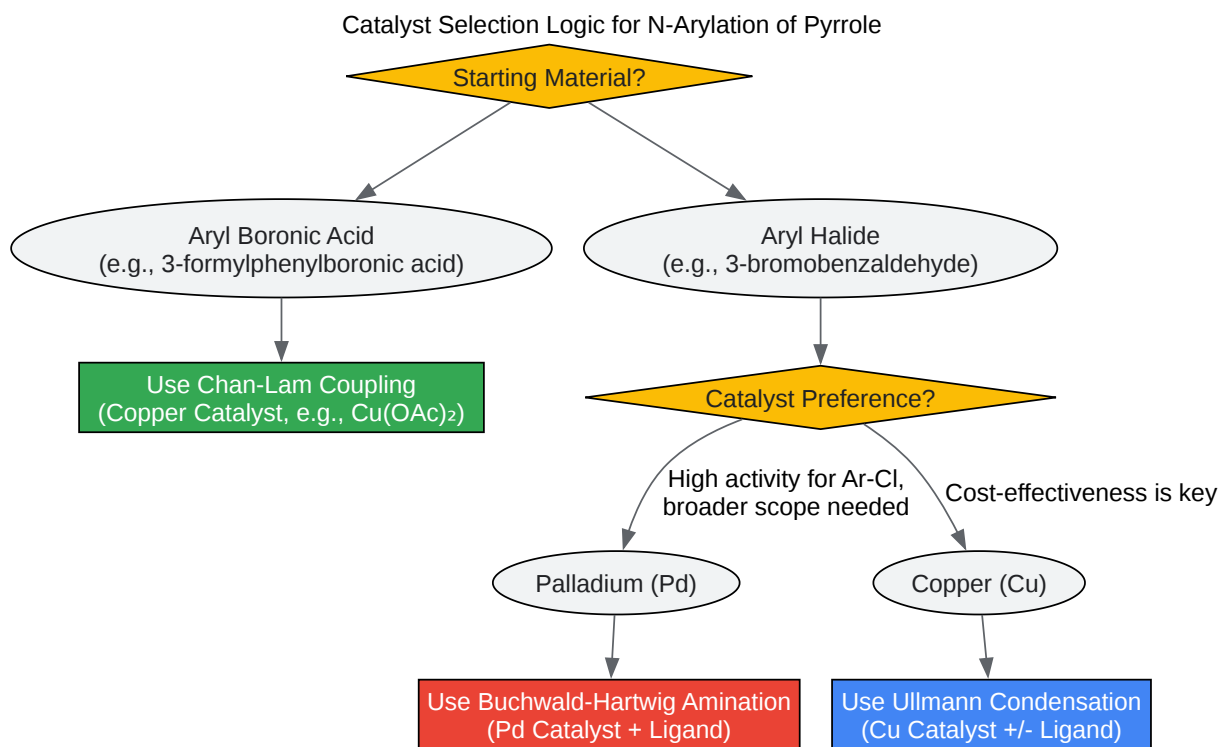 Catalyst Selection Logic for N-Arylation of Pyrrole
Starting Material?
Aryl Boronic Acid
(e.g., 3-formylphenylboronic acid)
Aryl Halide
(e.g., 3-bromobenzaldehyde)
Use Chan-Lam Coupling
(Copper Catalyst, e.g., Cu(OAc)₂)
Catalyst Preference?
High activity for Ar-Cl,
broader scope needed
Cost-effectiveness is key
Palladium (Pd)
Copper (Cu)
Use Buchwald-Hartwig Amination
(Pd Catalyst + Ligand)
Use Ullmann Condensation
(Cu Catalyst +/- Ligand)